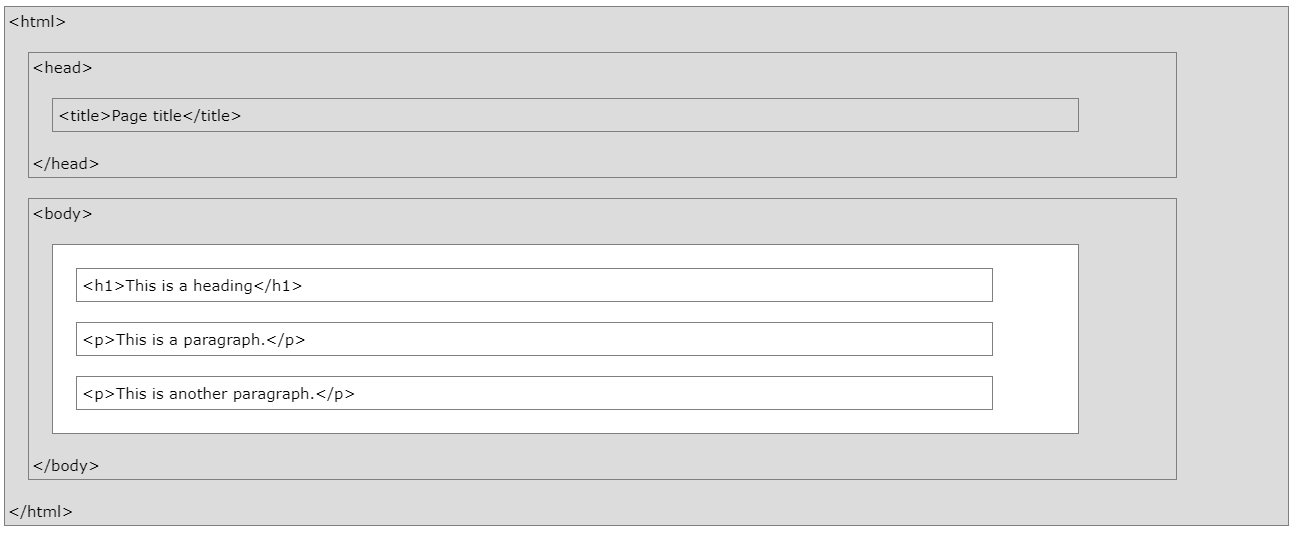 <html>
<head>
<title>Page title</title>
</head>
<body>
<h1>This is a heading</h1>
<p>This is a paragraph.</p>
<p>This is another paragraph.</p>
</body>
</html>